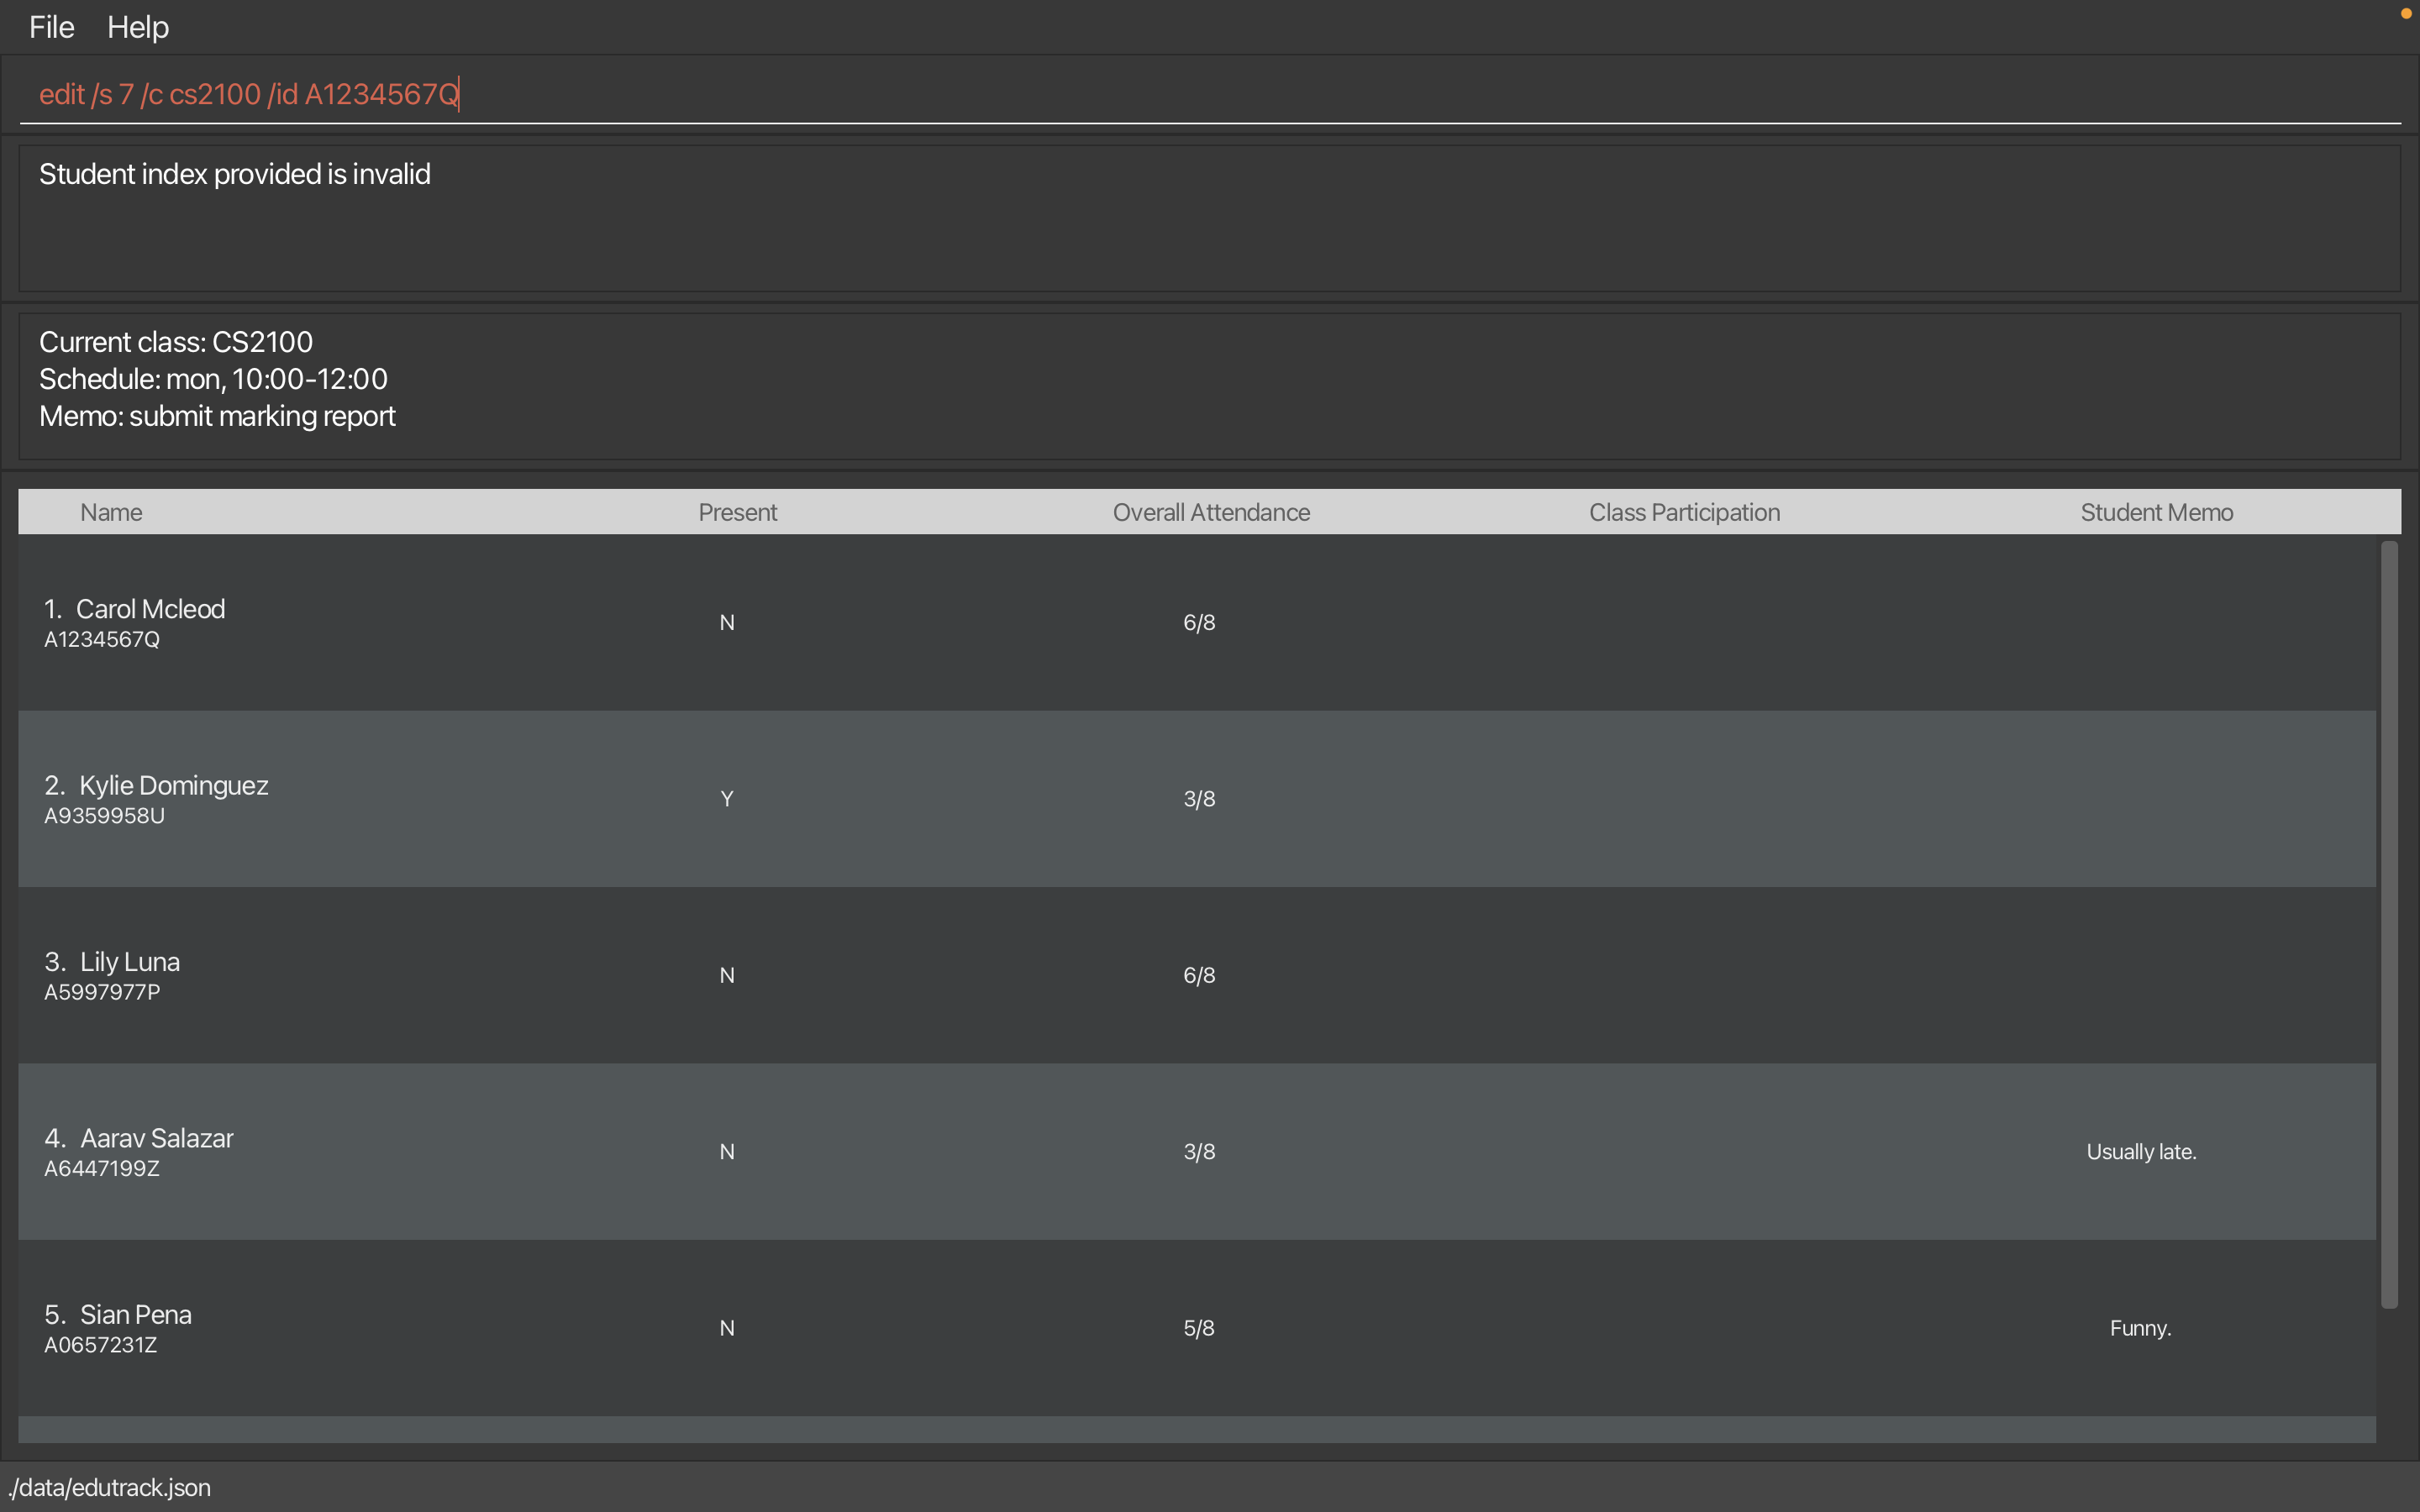 File Help
edit /s 7 /c cs2100 /id A1234567Q
Student index provided is invalid
Current class: CS2100
Schedule: mon, 10:00-12:00
Memo: submit marking report
Name Present Overall Attendance Class Participation Student Memo
1. Carol Mcleod
A1234567Q
N 6/8
2. Kylie Dominguez
A9359958U
Y 3/8
3. Lily Luna
A5997977P
N 6/8
4. Aarav Salazar
A6447199Z
N 3/8 Usually late.
5. Sian Pena
A0657231Z
N 5/8 Funny.
./data/edutrack.json